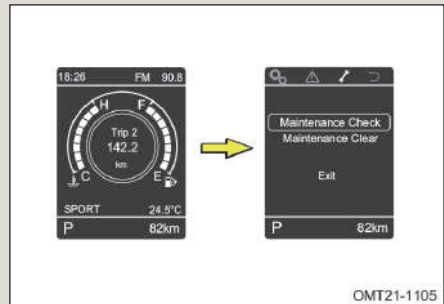 18:26 FM 90.8
H F
Trip 2
142.2
km
C E
SPORT 24.5°C
P 82km
Maintenance Check
Maintenance Clear
Exit
P 82km
OMT21-1105